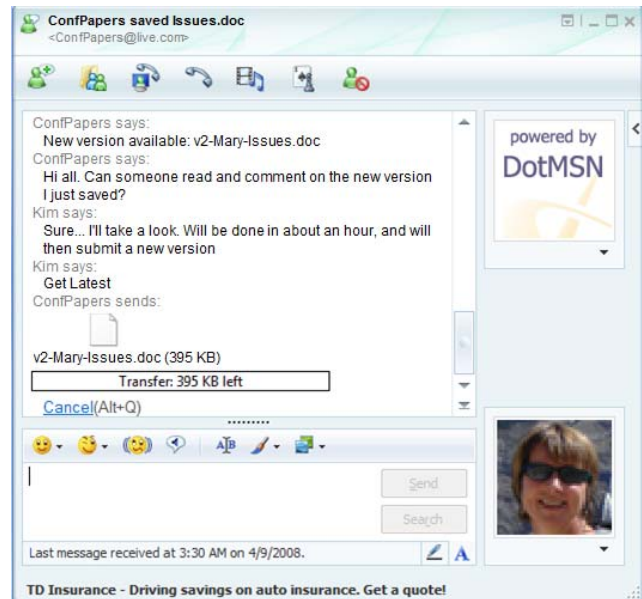 ConfPapers saved Issues.doc
<ConfPapers@live.com>
ConfPapers says:
New version available: v2-Mary-Issues.doc
ConfPapers says:
Hi all. Can someone read and comment on the new version
I just saved?
Kim says:
Sure... I'll take a look. Will be done in about an hour, and will
then submit a new version
Kim says:
Get Latest
ConfPapers sends:
v2-Mary-Issues.doc (395 KB)
Transfer: 395 KB left
Cancel(Alt+Q)
powered by
DotMSN
AB
Send
Search
Last message received at 3:30 AM on 4/9/2008.
A
TD Insurance - Driving savings on auto insurance. Get a quote!